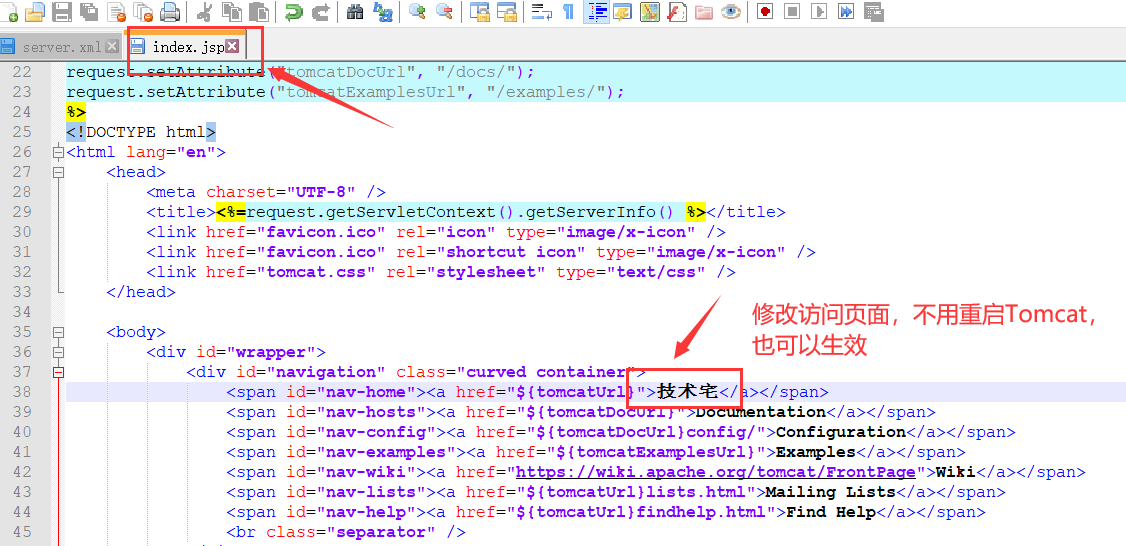 server.xml
index.jsp
22 request.setAttribute("tomcatDocUrl", "/docs/");
23 request.setAttribute("tomcatExamplesUrl", "/examples/");
24 %>
25 <!DOCTYPE html>
26 <html lang="en">
27 <head>
28 <meta charset="UTF-8" />
29 <title><%=request.getServletContext().getServerInfo() %></title>
30 <link href="favicon.ico" rel="icon" type="image/x-icon" />
31 <link href="favicon.ico" rel="shortcut icon" type="image/x-icon" />
32 <link href="tomcat.css" rel="stylesheet" type="text/css" />
33 </head>
34
修改访问页面，不用重启Tomcat，
也可以生效
35 <body>
36 <div id="wrapper">
37 <div id="navigation" class="curved container">
38 <span id="nav-home"><a href="${tomcatUrl}">技术宅</a></span>
39 <span id="nav-hosts"><a href="${tomcatDocUrl}">Documentation</a></span>
40 <span id="nav-config"><a href="${tomcatDocUrl}config/">Configuration</a></span>
41 <span id="nav-examples"><a href="${tomcatExamplesUrl}">Examples</a></span>
42 <span id="nav-wiki"><a href="https://wiki.apache.org/tomcat/FrontPage">Wiki</a></span>
43 <span id="nav-lists"><a href="${tomcatUrl}lists.html">Mailing Lists</a></span>
44 <span id="nav-help"><a href="${tomcatUrl}findhelp.html">Find Help</a></span>
45 <br class="separator" />